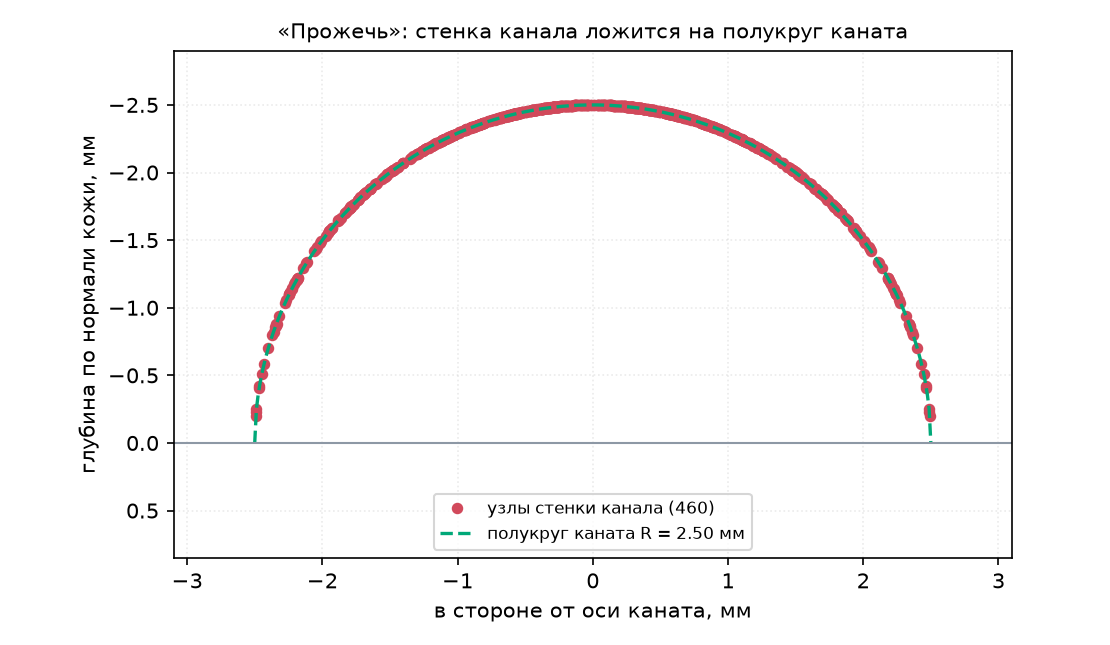 «Прожечь»: стенка канала ложится на полукруг каната
глубина по нормали кожи, мм
−2.5
−2.0
−1.5
−1.0
−0.5
0.0
0.5
узлы стенки канала (460)
полукруг каната R = 2.50 мм
−3
−2
−1
0
1
2
3
в стороне от оси каната, мм